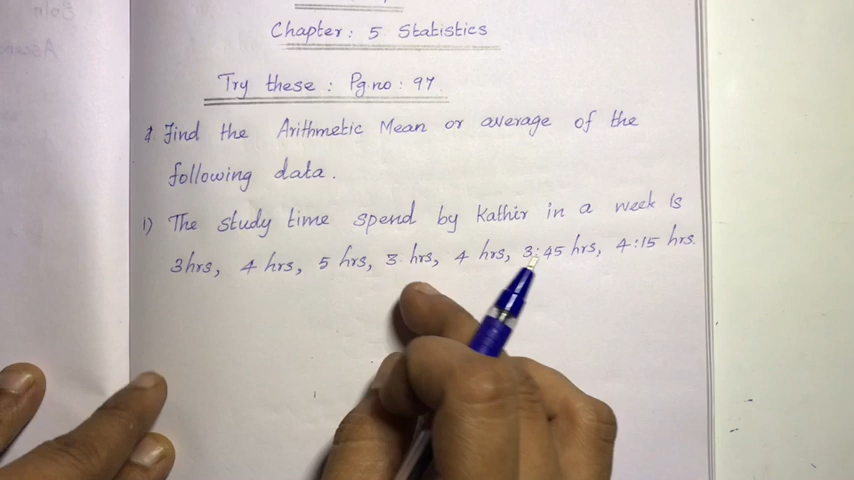 Chapter: 5 Statistics
Try these: Pg.no: 97
Find the Arithmetic Mean or average of the
following data.
1) The study time spend by Kathir in a week is
3hrs, 4 hrs, 5 hrs, 3 hrs, 4 hrs, 3:45 hrs, 4:15 hrs.